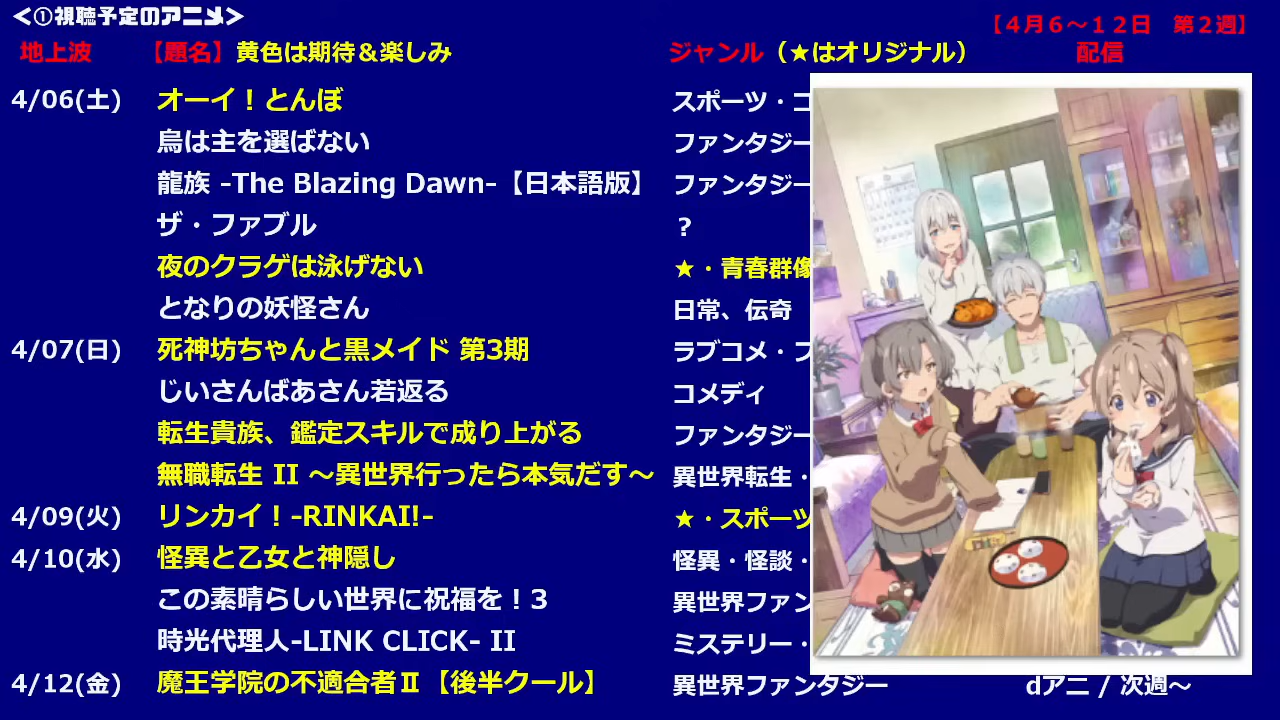 ＜①視聴予定のアニメ＞
【４月６～１２日　第２週】
地上波 【題名】黄色は期待＆楽しみ ジャンル（★はオリジナル） 配信
4/06(土) オーイ！とんぼ スポーツ・ゴ
烏は主を選ばない ファンタジー
龍族 -The Blazing Dawn-【日本語版】 ファンタジー
ザ・ファブル ？
夜のクラゲは泳げない ★・青春群像
となりの妖怪さん 日常、伝奇
4/07(日) 死神坊ちゃんと黒メイド 第3期 ラブコメ・フ
じいさんばあさん若返る コメディ
転生貴族、鑑定スキルで成り上がる ファンタジー
無職転生 II ～異世界行ったら本気だす～ 異世界転生・
4/09(火) リンカイ！-RINKAI!- ★・スポーツ
4/10(水) 怪異と乙女と神隠し 怪異・怪談・
この素晴らしい世界に祝福を！3 異世界ファン
時光代理人-LINK CLICK- II ミステリー・
4/12(金) 魔王学院の不適合者Ⅱ【後半クール】 異世界ファンタジー dアニ / 次週～